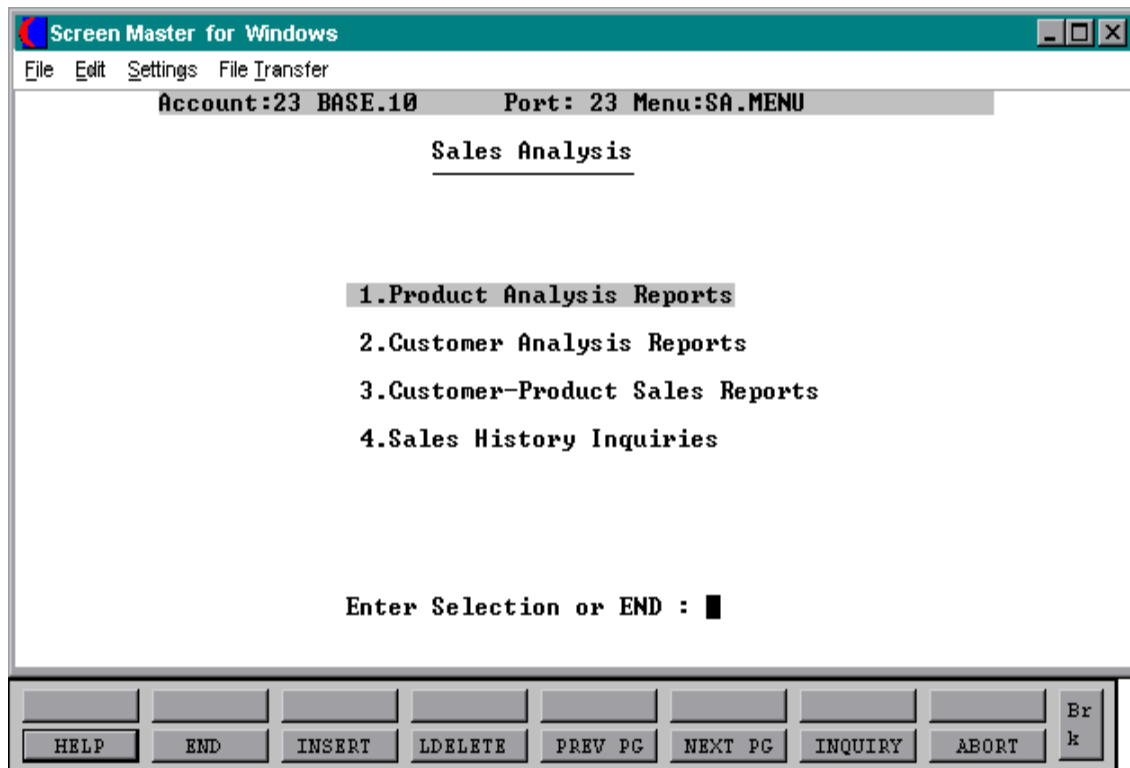 Screen Master for Windows
File Edit Settings File Transfer
Account:23 BASE.10 Port: 23 Menu:SA.MENU
Sales Analysis
1.Product Analysis Reports
2.Customer Analysis Reports
3.Customer-Product Sales Reports
4.Sales History Inquiries
Enter Selection or END :
HELP END INSERT LDELETE PREV PG NEXT PG INQUIRY ABORT Br
k